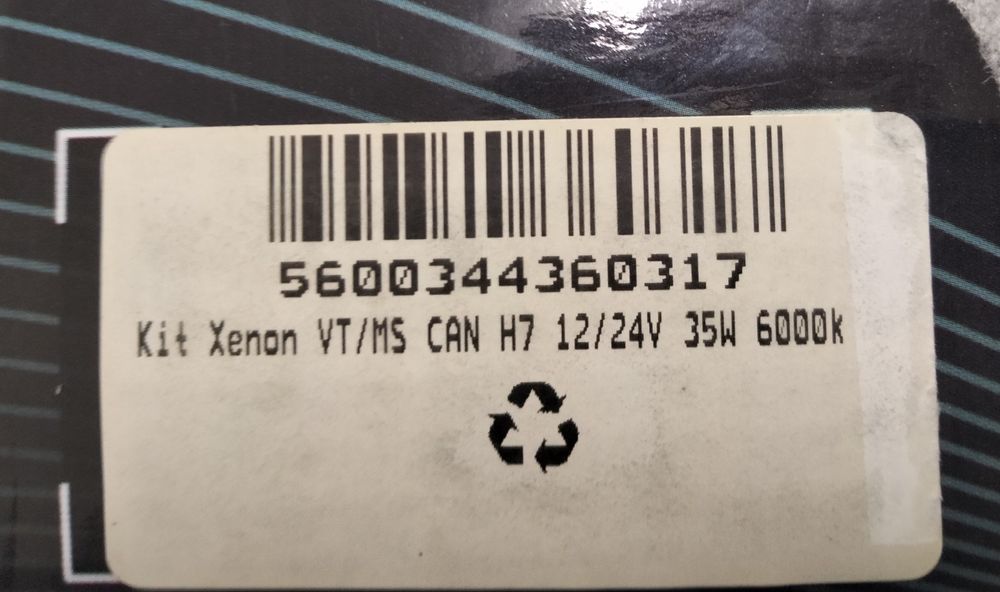 5600344360317
Kit Xenon VT/MS CAN H7 12/24V 35W 6000k